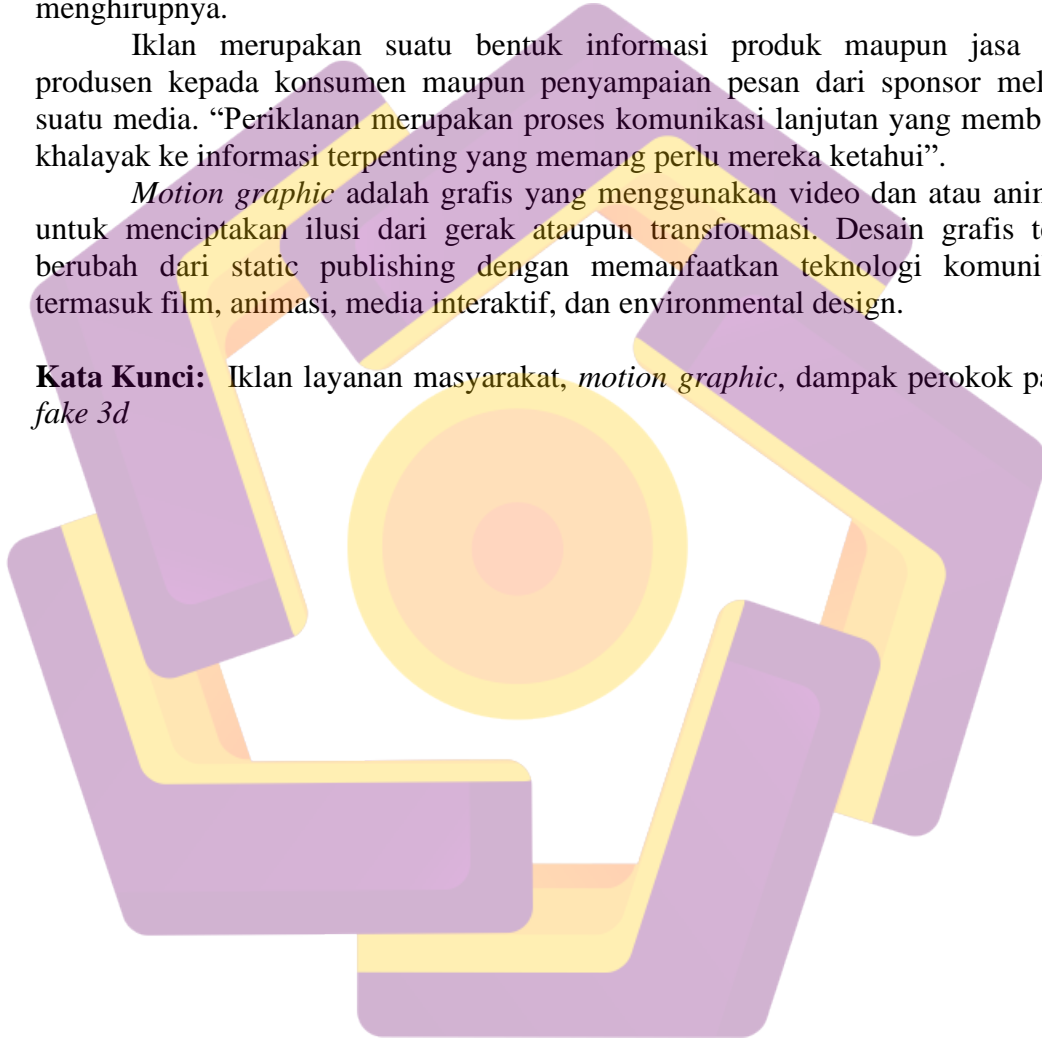 menghirupnya.
Iklan merupakan suatu bentuk informasi produk maupun jasa
produsen kepada konsumen maupun penyampaian pesan dari sponsor mel
suatu media. “Periklanan merupakan proses komunikasi lanjutan yang memb
khalayak ke informasi terpenting yang memang perlu mereka ketahui”.
Motion graphic adalah grafis yang menggunakan video dan atau anim
untuk menciptakan ilusi dari gerak ataupun transformasi. Desain grafis te
berubah dari static publishing dengan memanfaatkan teknologi komuni
termasuk film, animasi, media interaktif, dan environmental design.
Kata Kunci: Iklan layanan masyarakat, motion graphic, dampak perokok pa
fake 3d